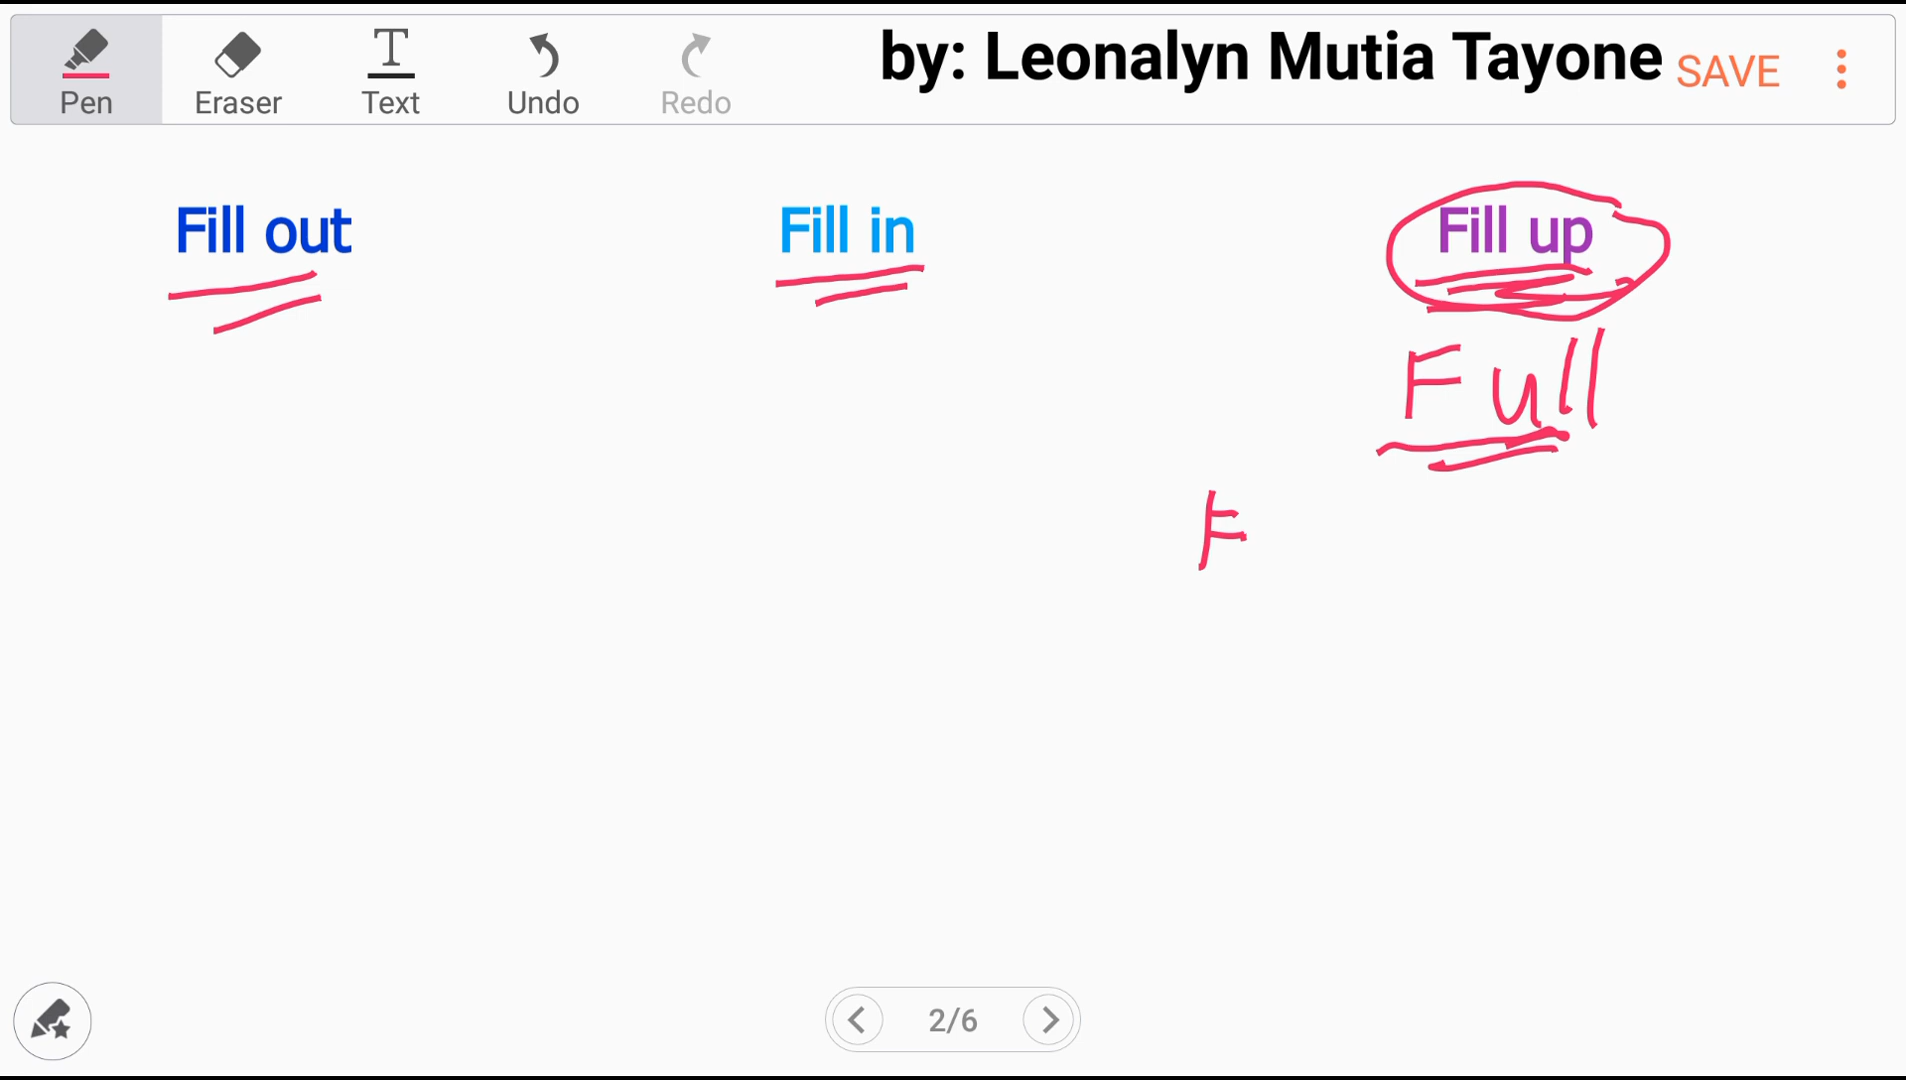 by: Leonalyn Mutia Tayone SAVE
Pen Eraser Text Undo Redo
Fill out Fill in Fill up
Full
F
2/6